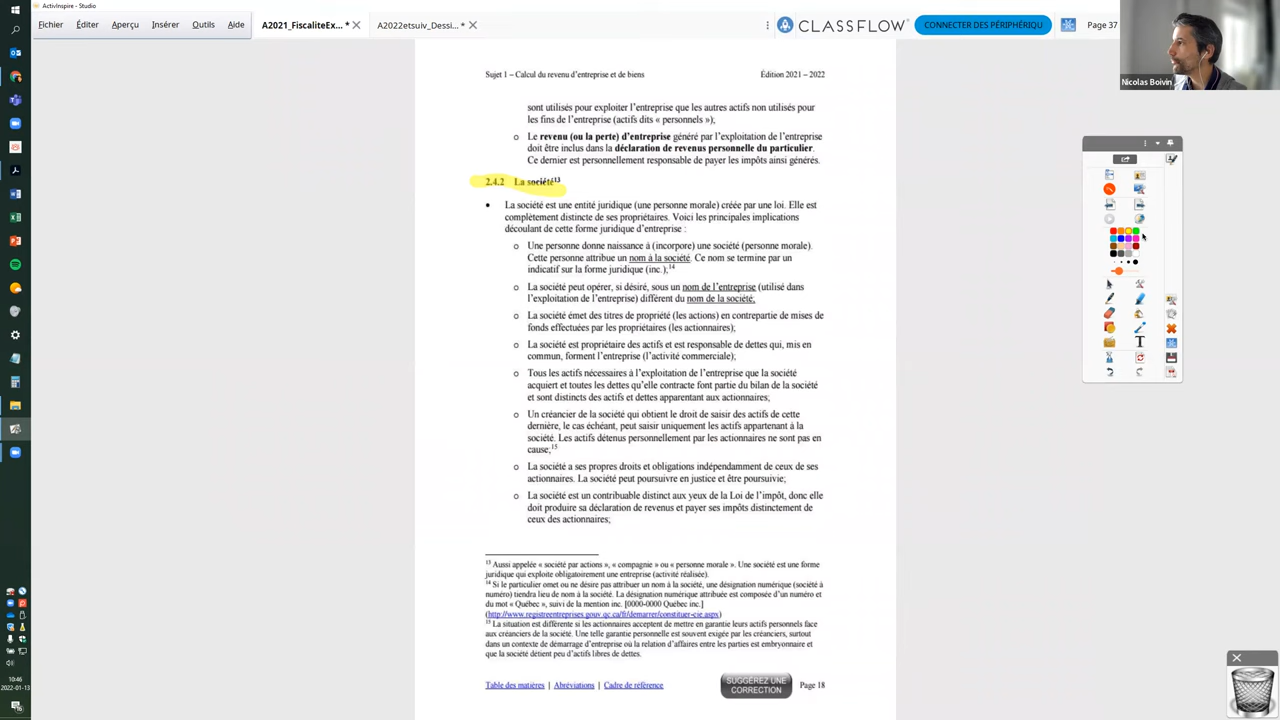 ActivInspire - Studio
Fichier Éditer Aperçu Insérer Outils Aide A2021_FiscaliteEx... * A2022etsuiv_Dessi... * CLASSFLOW CONNECTER DES PÉRIPHÉRIQU Page 37
Nicolas Boivin
Sujet 1 – Calcul du revenu d'entreprise et de biens Édition 2021 – 2022
sont utilisés pour exploiter l'entreprise que les autres actifs non utilisés pour
les fins de l'entreprise (actifs dits « personnels »);
o Le revenu (ou la perte) d'entreprise généré par l'exploitation de l'entreprise
doit être inclus dans la déclaration de revenus personnelle du particulier.
Ce dernier est personnellement responsable de payer les impôts ainsi générés.
2.4.2 La société13
• La société est une entité juridique (une personne morale) créée par une loi. Elle est
complètement distincte de ses propriétaires. Voici les principales implications
découlant de cette forme juridique d'entreprise :
o Une personne donne naissance à (incorpore) une société (personne morale).
Cette personne attribue un nom à la société. Ce nom se termine par un
indicatif sur la forme juridique (inc.);14
o La société peut opérer, si désiré, sous un nom de l'entreprise (utilisé dans
l'exploitation de l'entreprise) différent du nom de la société;
o La société émet des titres de propriété (les actions) en contrepartie de mises de
fonds effectuées par les propriétaires (les actionnaires);
o La société est propriétaire des actifs et est responsable de dettes qui, mis en
commun, forment l'entreprise (l'activité commerciale);
o Tous les actifs nécessaires à l'exploitation de l'entreprise que la société
acquiert et toutes les dettes qu'elle contracte font partie du bilan de la société
et sont distincts des actifs et dettes appartenant aux actionnaires;
o Un créancier de la société qui obtient le droit de saisir des actifs de cette
dernière, le cas échéant, peut saisir uniquement les actifs appartenant à la
société. Les actifs détenus personnellement par les actionnaires ne sont pas en
cause;15
o La société a ses propres droits et obligations indépendamment de ceux de ses
actionnaires. La société peut poursuivre en justice et être poursuivie;
o La société est un contribuable distinct aux yeux de la Loi de l'impôt, donc elle
doit produire sa déclaration de revenus et payer ses impôts distinctement de
ceux des actionnaires;
13 Aussi appelée « société par actions », « compagnie » ou « personne morale ». Une société est une forme
juridique qui exploite obligatoirement une entreprise (activité réalisée).
14 Si le particulier omet ou ne désire pas attribuer un nom à la société, une désignation numérique (société à
numéro) tiendra lieu de nom à la société. La désignation numérique attribuée est composée d'un numéro et
du mot « Québec », suivi de la mention inc. [0000-0000 Québec inc.]
(http://www.registreentreprises.gouv.qc.ca/fr/demarrer/constituer-cie.aspx)
15 La situation est différente si les actionnaires acceptent de mettre en garantie leurs actifs personnels face
aux créanciers de la société. Une telle garantie personnelle est souvent exigée par les créanciers, surtout
dans un contexte de démarrage d'entreprise où la relation d'affaires entre les parties est embryonnaire et
que la société détient peu d'actifs libres de dettes.
Table des matières | Abréviations | Cadre de référence SUGGÉREZ UNE
CORRECTION Page 18
10:46
2022-01-13